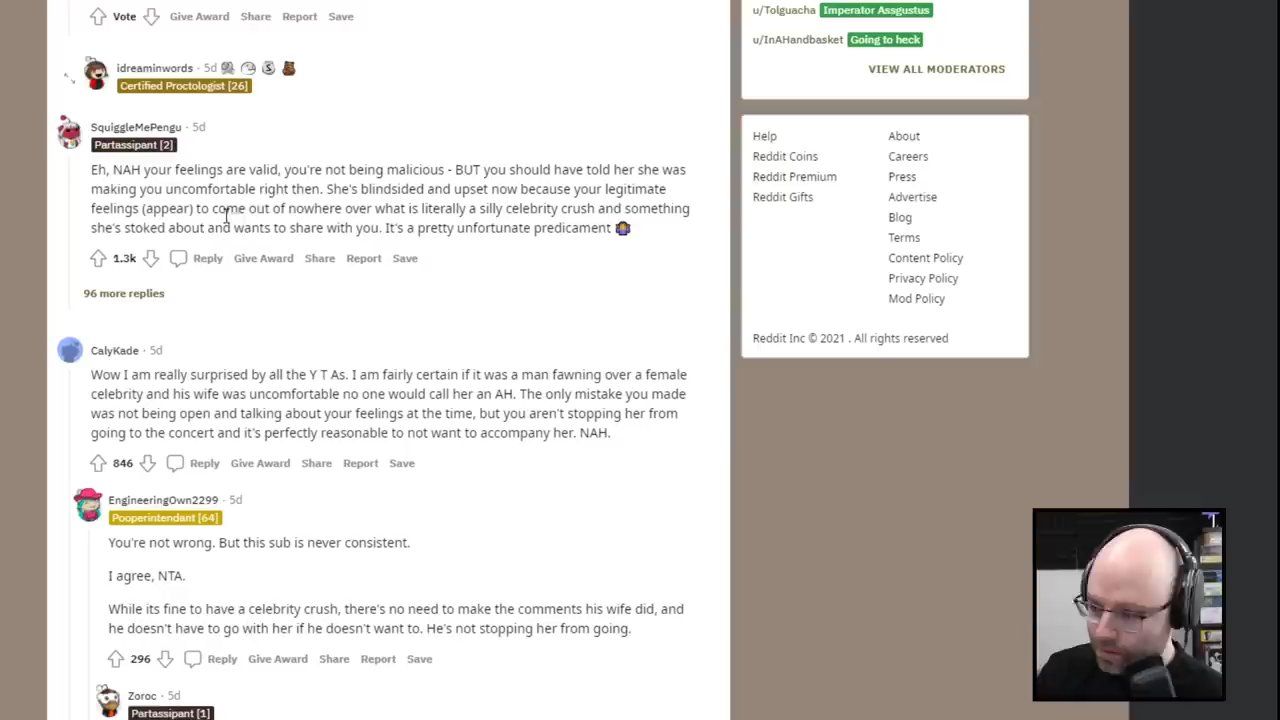 Vote Give Award Share Report Save
idreaminwords · 5d
Certified Proctologist [26]
SquiggleMePengu · 5d
Partassipant [2]
Eh, NAH your feelings are valid, you're not being malicious - BUT you should have told her she was
making you uncomfortable right then. She's blindsided and upset now because your legitimate
feelings (appear) to come out of nowhere over what is literally a silly celebrity crush and something
she's stoked about and wants to share with you. It's a pretty unfortunate predicament
1.3k Reply Give Award Share Report Save
96 more replies
CalyKade · 5d
Wow I am really surprised by all the Y T As. I am fairly certain if it was a man fawning over a female
celebrity and his wife was uncomfortable no one would call her an AH. The only mistake you made
was not being open and talking about your feelings at the time, but you aren't stopping her from
going to the concert and it's perfectly reasonable to not want to accompany her. NAH.
846 Reply Give Award Share Report Save
EngineeringOwn2299 · 5d
Pooperintendant [64]
You're not wrong. But this sub is never consistent.
I agree, NTA.
While its fine to have a celebrity crush, there's no need to make the comments his wife did, and
he doesn't have to go with her if he doesn't want to. He's not stopping her from going.
296 Reply Give Award Share Report Save
Zoroc · 5d
Partassipant [1]
u/Tolguacha Imperator Assgustus
u/InAHandbasket Going to heck
VIEW ALL MODERATORS
Help About
Reddit Coins Careers
Reddit Premium Press
Reddit Gifts Advertise
Blog
Terms
Content Policy
Privacy Policy
Mod Policy
Reddit Inc © 2021 . All rights reserved